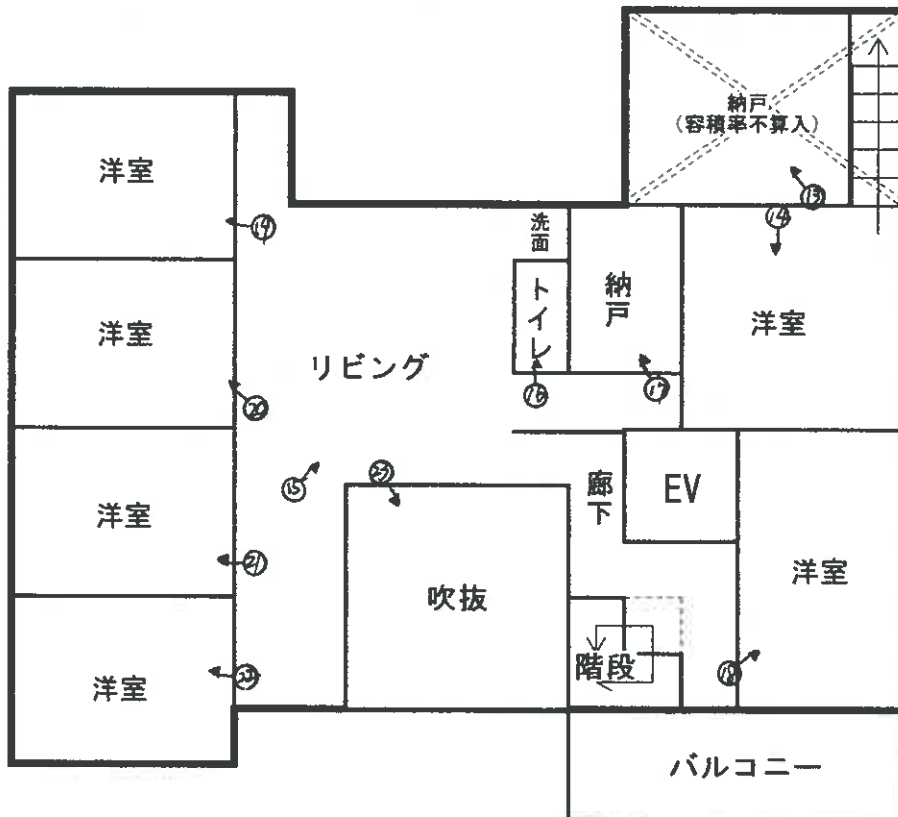 納戸
(容積率不算入)
洋室
⑬
⑭
⑲
洗面
トイレ
納戸
洋室
洋室
リビング
⑳
⑯
⑰
㉓
⑮
廊下
EV
洋室
㉑
洋室
吹抜
洋室
㉒
階段
⑱
バルコニー